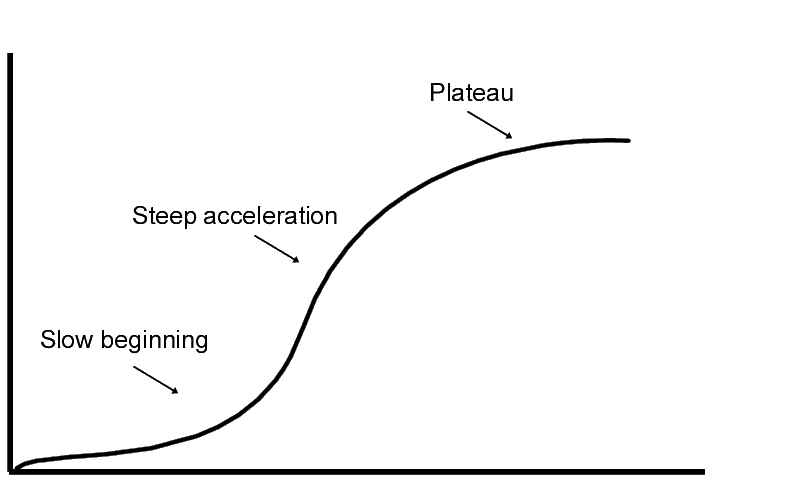 Plateau
Steep acceleration
Slow beginning